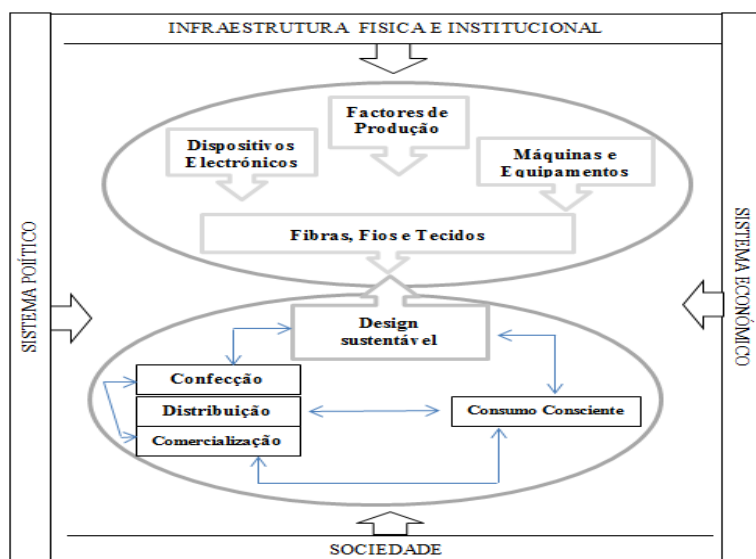 INFRAESTRUTURA FISICA E INSTITUCIONAL
Factores de
Produção
Dispositivos
Electrónicos
Máquinas e
Equipamentos
Fibras, Fios e Tecidos
SISTEMA POLÍTICO
SISTEMA ECONÓMICO
Design
sustentável
Confecção
Distribuição
Comercialização
Consumo Consciente
SOCIEDADE